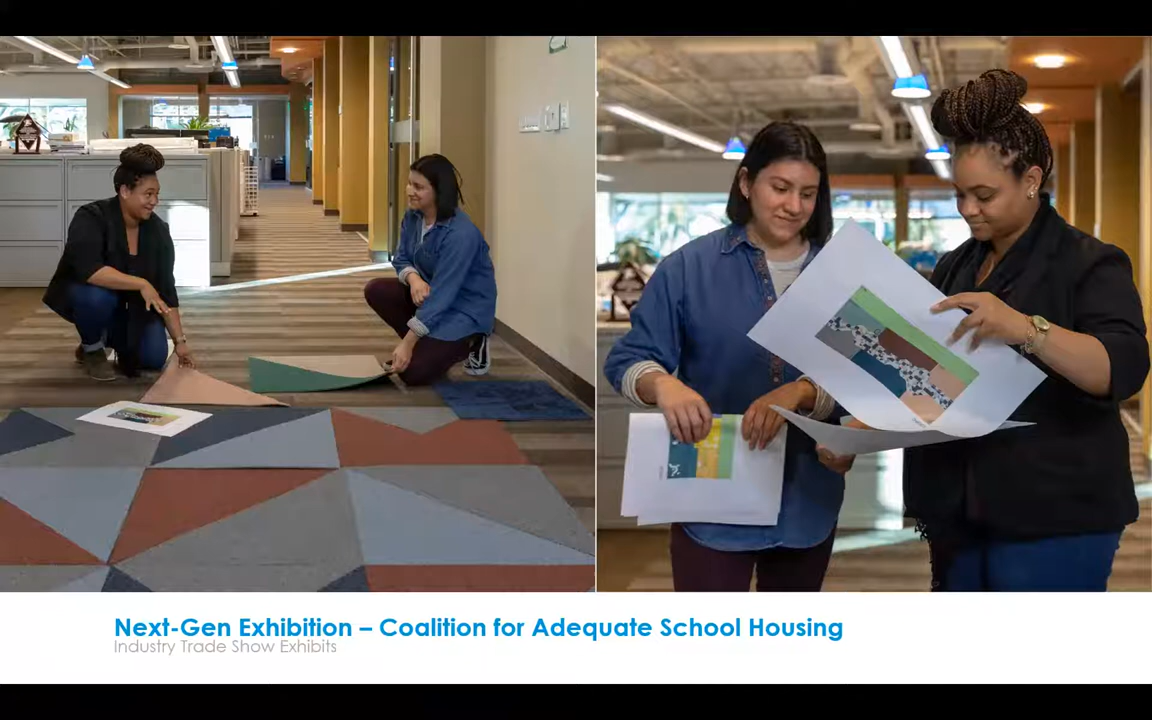 Next-Gen Exhibition – Coalition for Adequate School Housing
Industry Trade Show Exhibits